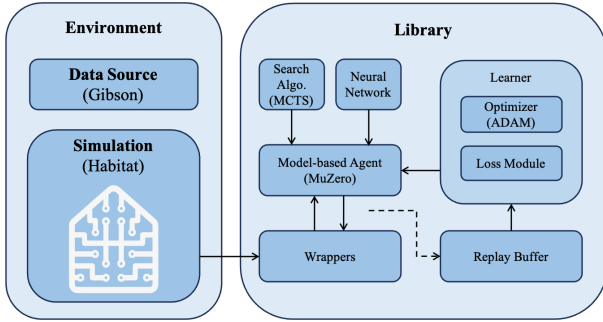 Environment
Data Source
(Gibson)
Simulation
(Habitat)
Library
Search
Algo.
(MCTS)
Neural
Network
Model-based Agent
(MuZero)
Wrappers
Learner
Optimizer
(ADAM)
Loss Module
Replay Buffer